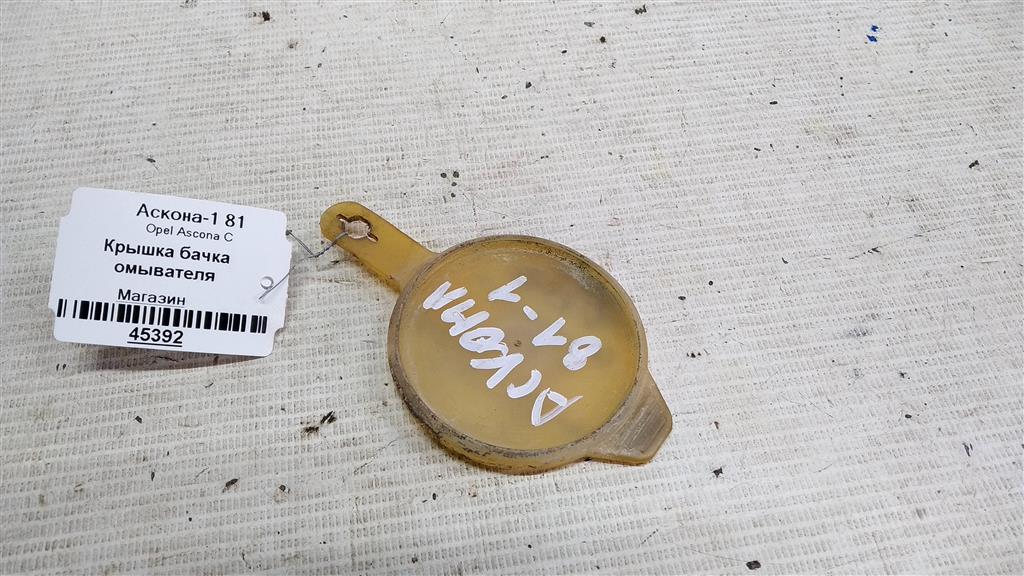 Аскона-1 81
Opel Ascona C
Крышка бачка
омывателя
Магазин
45392
АСКОНА
81-1